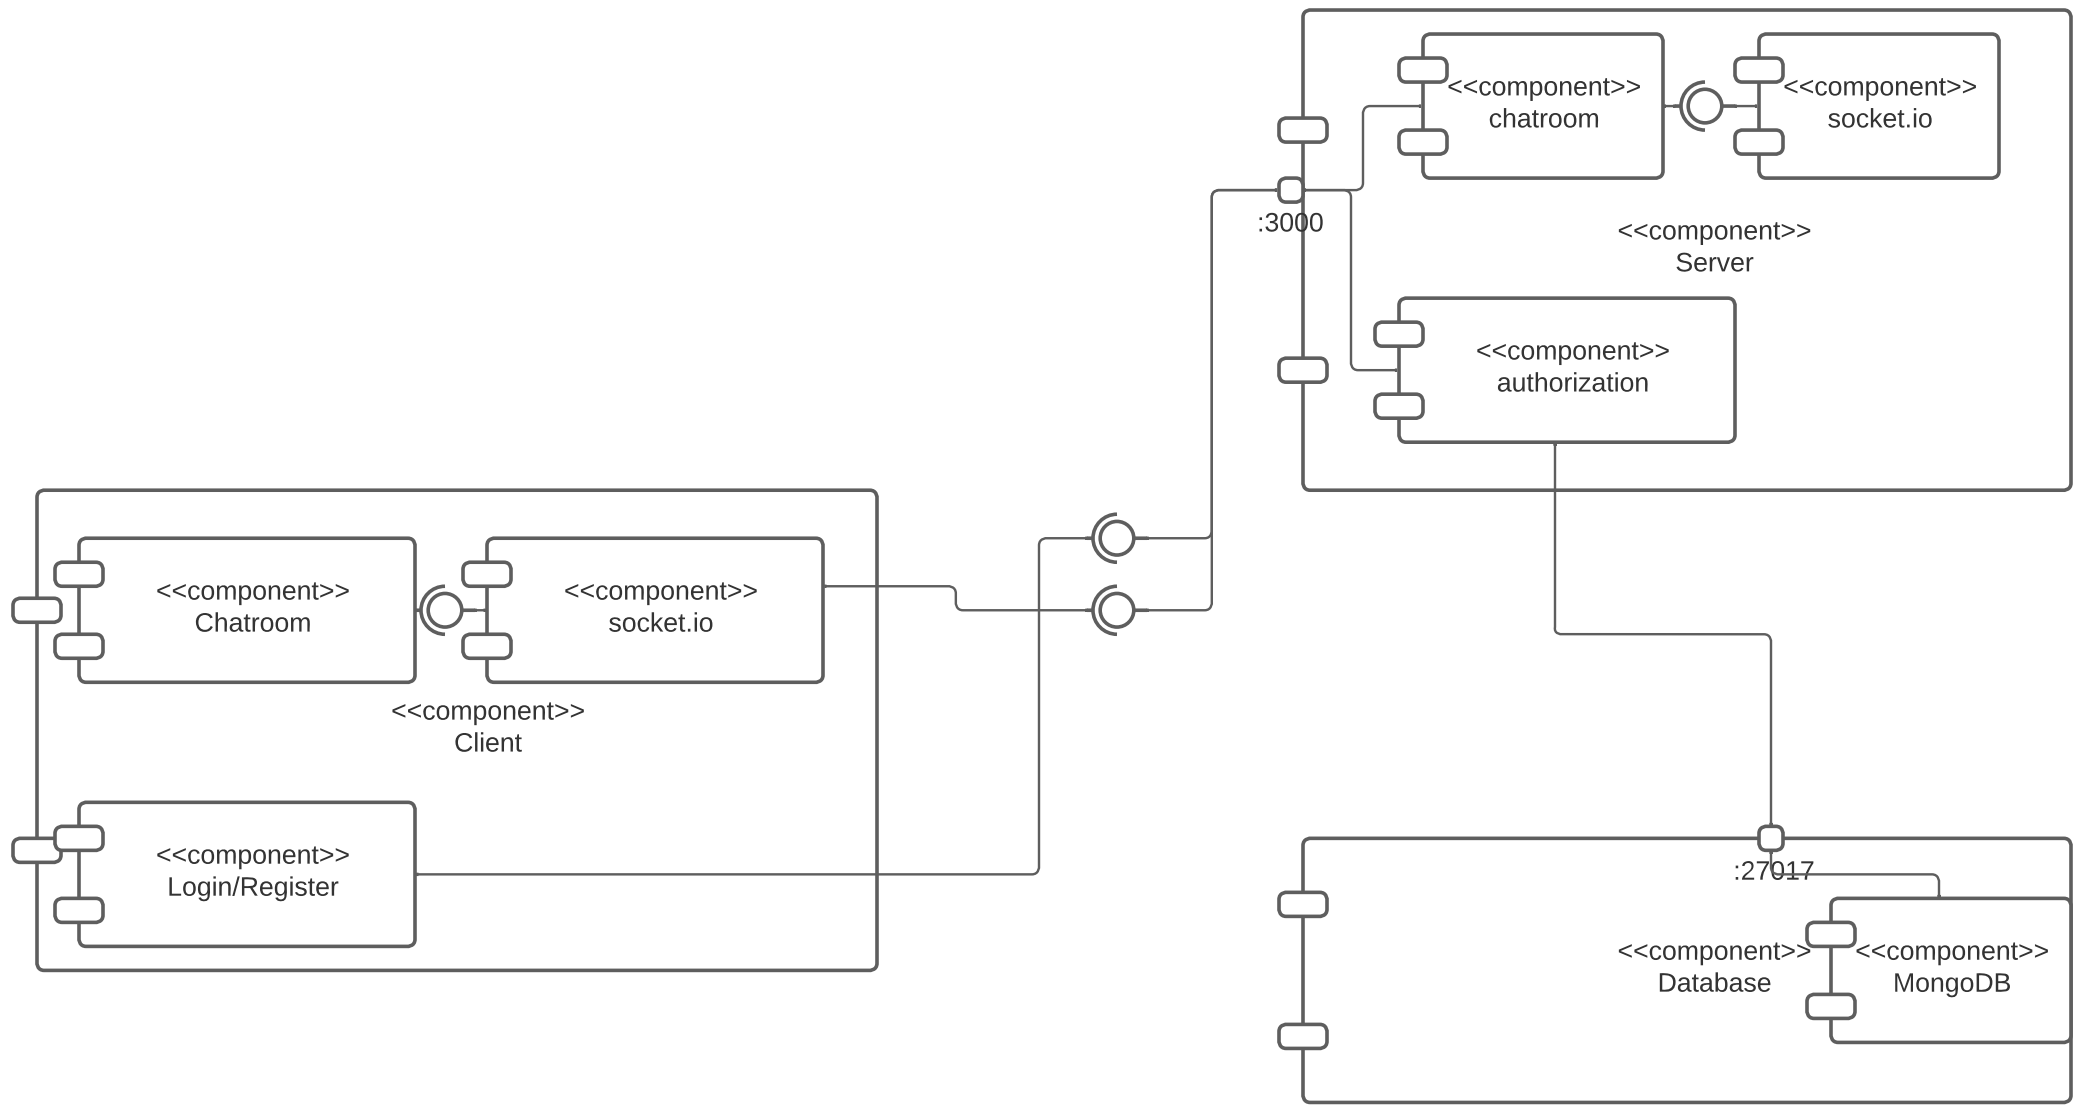 <<component>>
chatroom
<<component>>
socket.io
:3000
<<component>>
Server
<<component>>
authorization
<<component>>
Chatroom
<<component>>
socket.io
<<component>>
Client
<<component>>
Login/Register
:27017
<<component>>
Database
<<component>>
MongoDB